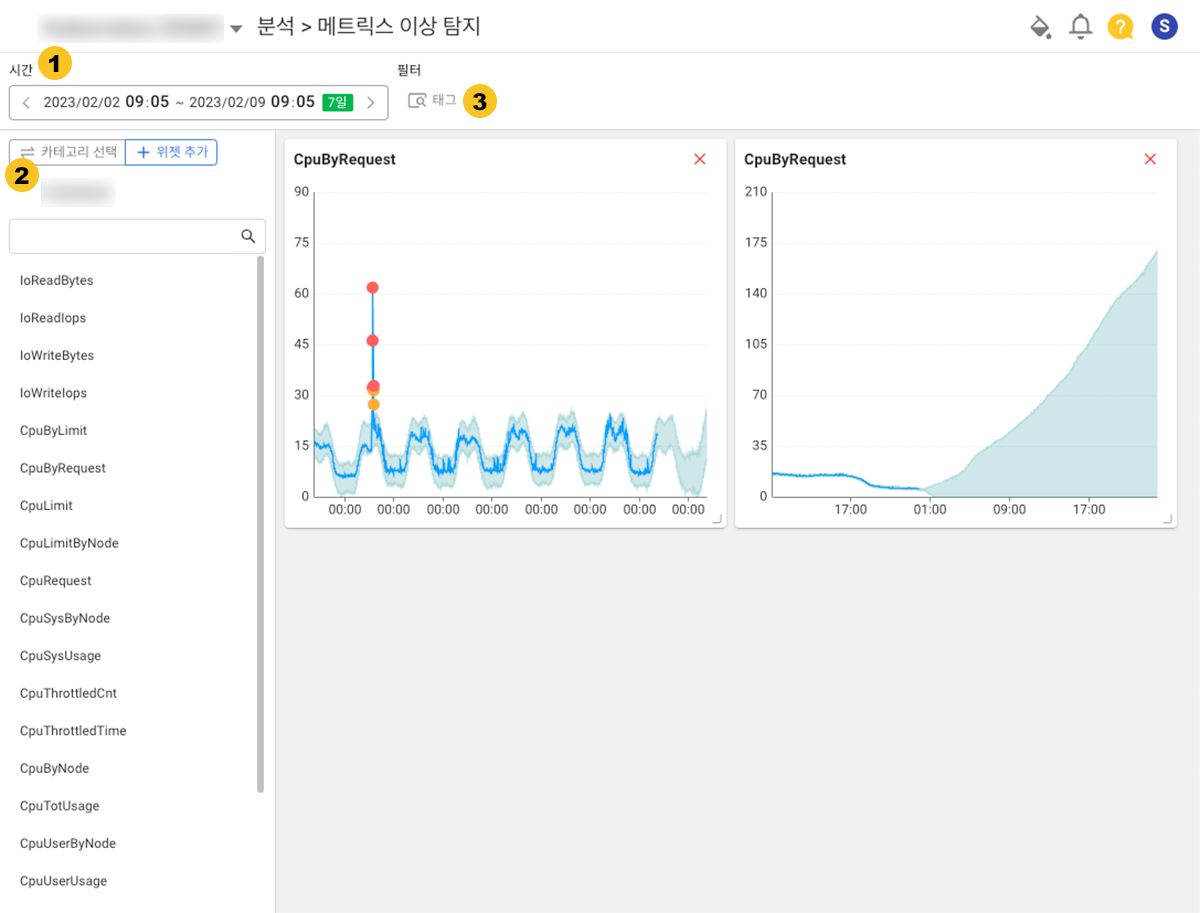 분석 > 메트릭스 이상 탐지
?
S
시간
1
필터
2023/02/02 09:05 ~ 2023/02/09 09:05 7일
태그
3
카테고리 선택
위젯 추가
2
IoReadBytes
IoReadIops
IoWriteBytes
IoWriteIops
CpuByLimit
CpuByRequest
CpuLimit
CpuLimitByNode
CpuRequest
CpuSysByNode
CpuSysUsage
CpuThrottledCnt
CpuThrottledTime
CpuByNode
CpuTotUsage
CpuUserByNode
CpuUserUsage
CpuByRequest
90
75
60
45
30
15
0
00:00 00:00 00:00 00:00 00:00 00:00 00:00 00:00
CpuByRequest
210
175
140
105
70
35
0
17:00 01:00 09:00 17:00